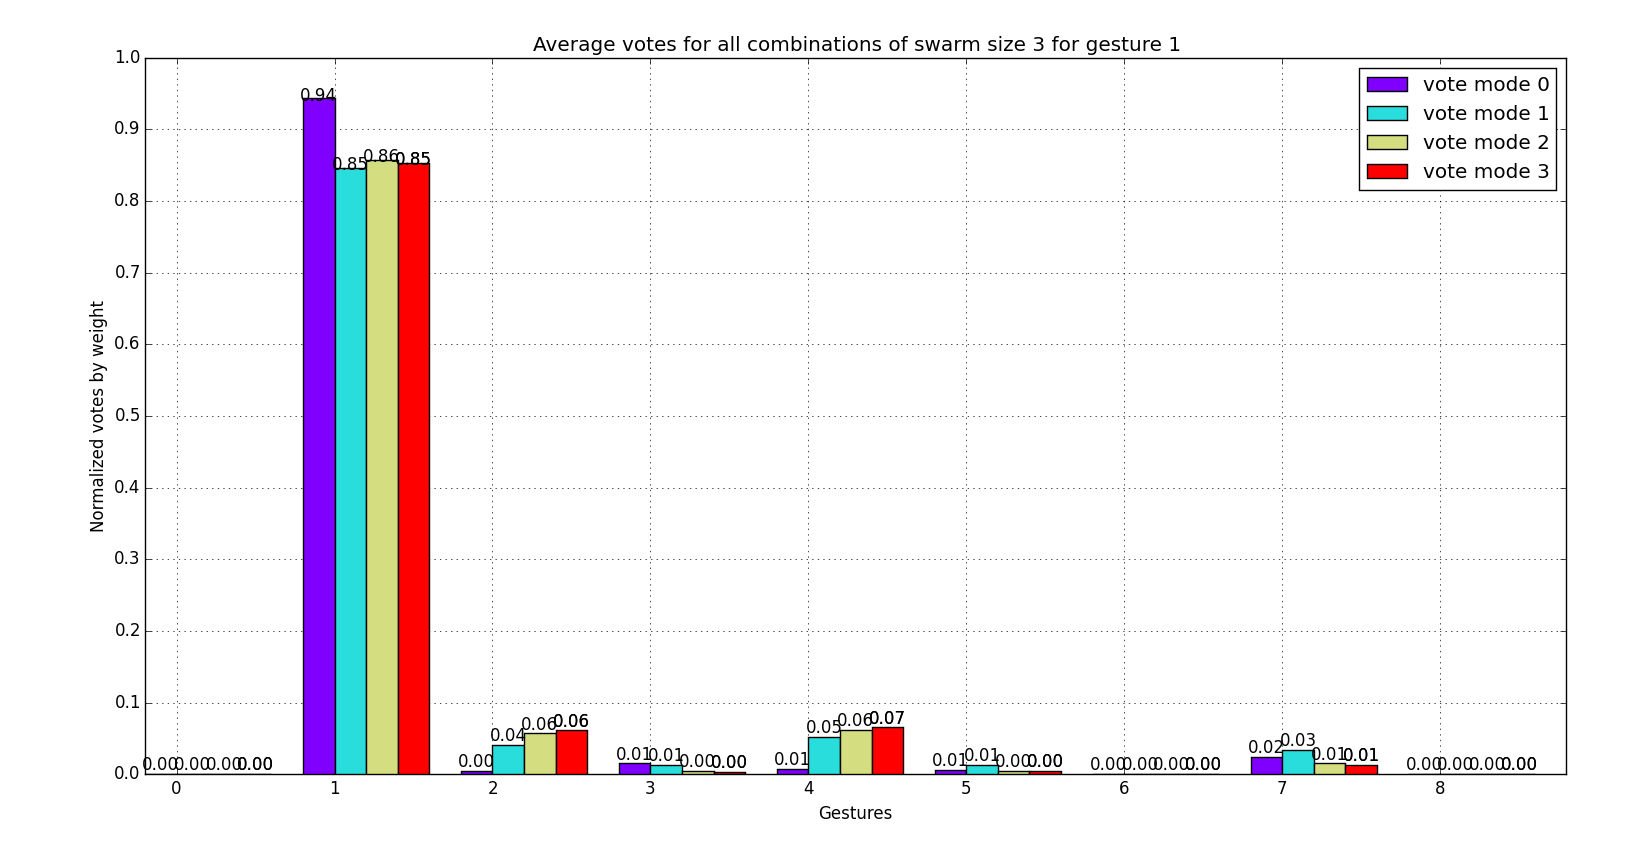 Average votes for all combinations of swarm size 3 for gesture 1
1.0
0.9
0.8
0.7
0.6
0.5
0.4
0.3
0.2
0.1
0.0
Normalized votes by weight
vote mode 0
vote mode 1
vote mode 2
vote mode 3
0.00 0.00 0.00 0.00
0.94 0.85 0.86 0.85
0.00 0.04 0.06 0.06
0.01 0.01 0.00 0.00
0.01 0.05 0.06 0.07
0.01 0.01 0.00 0.00
0.00 0.00 0.00 0.00
0.02 0.03 0.01 0.01
0.00 0.00 0.00 0.00
0 1 2 3 4 5 6 7 8
Gestures